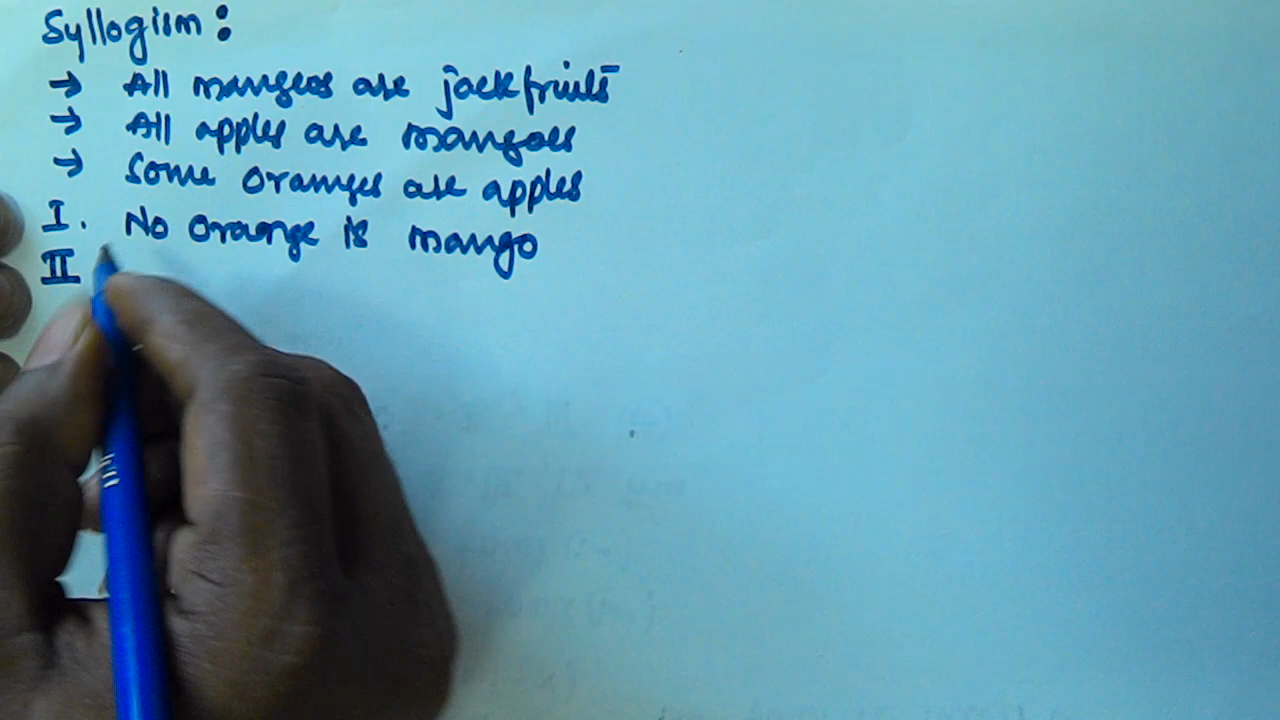 Syllogism :
→ All mangoes are jackfruits
→ All apples are mangoes
→ Some oranges are apples
I. No orange is mango
II